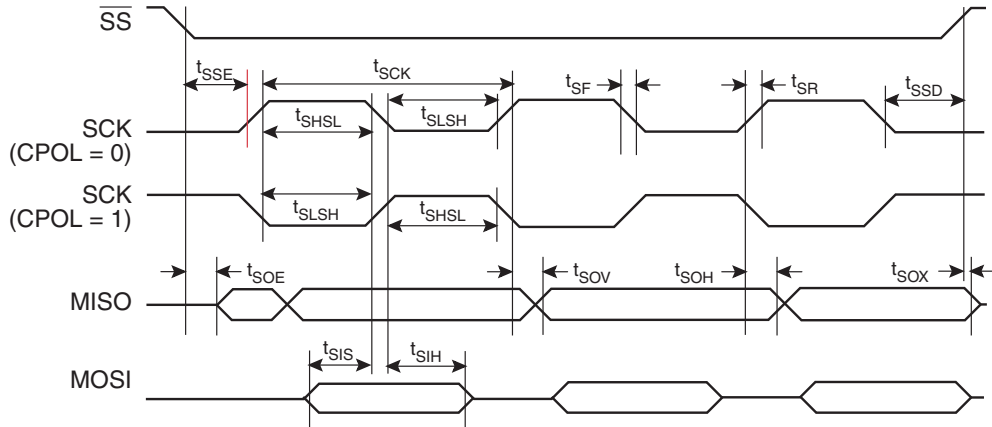 SS
tSSE
tSCK
tSF
tSR
tSSD
tSHSL
tSLSH
SCK
(CPOL = 0)
SCK
(CPOL = 1)
tSLSH
tSHSL
tSOE
tSOV
tSOH
tSOX
MISO
tSIS
tSIH
MOSI